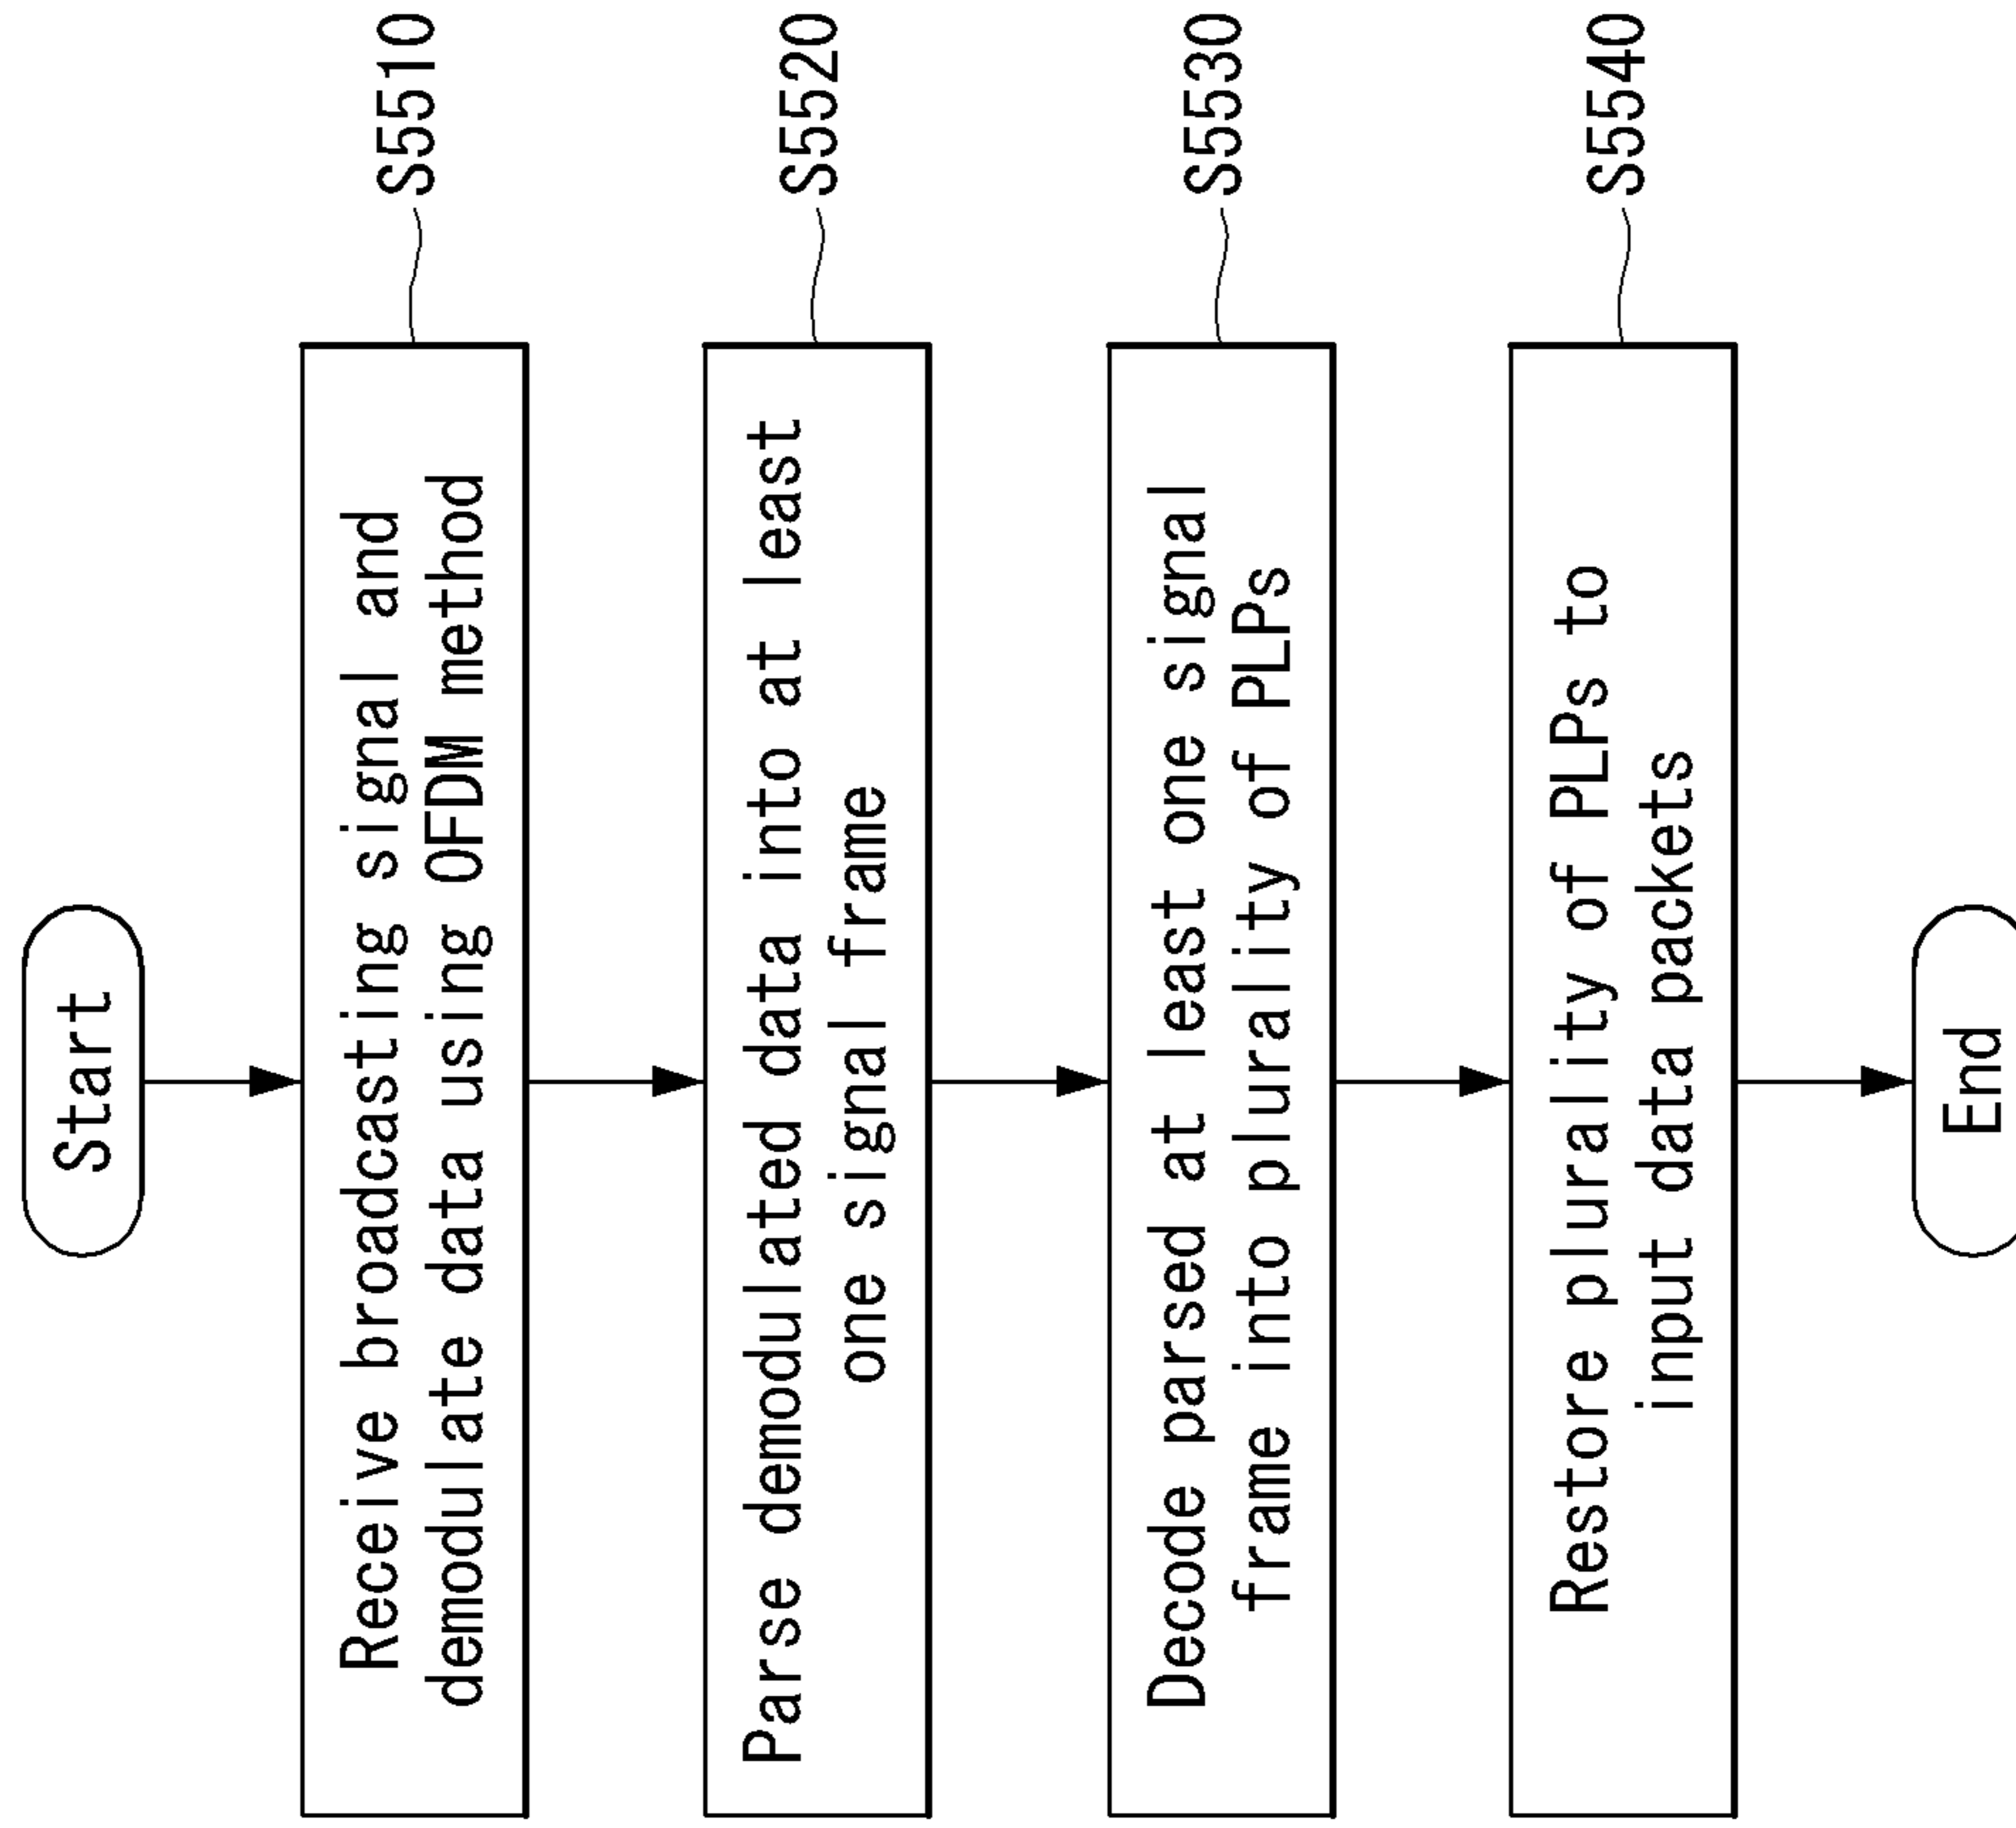 Start
Receive broadcasting signal and
demodulate data using OFDM method
S5510
Parse demodulated data into at least
one signal frame
S5520
Decode parsed at least one signal
frame into plurality of PLPs
S5530
Restore plurality of PLPs to
input data packets
S5540
End